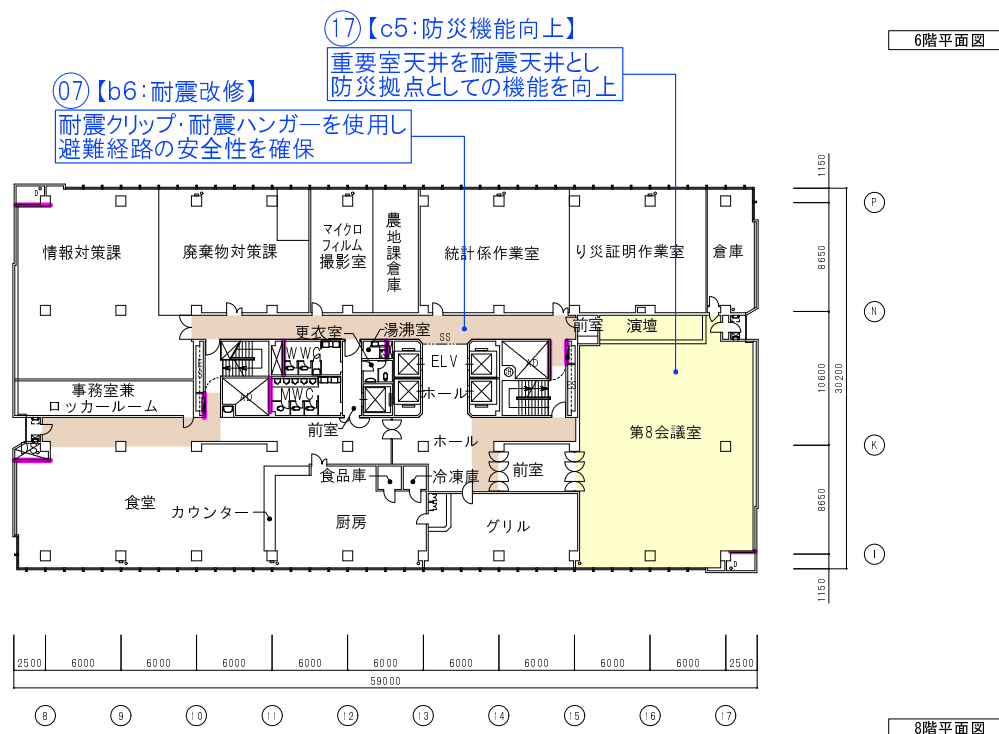 ⑰【c5:防災機能向上】
重要室天井を耐震天井とし
防災拠点としての機能を向上
6階平面図
07【b6:耐震改修】
耐震クリップ・耐震ハンガーを使用し
避難経路の安全性を確保
1150
P
情報対策課
廃棄物対策課
マイクロ
フィルム
撮影室
農地課倉庫
統計係作業室
り災証明作業室
倉庫
8650
N
更衣室
湯沸室
SS
前室
演壇
WWC
ELV
AD
10600
30200
事務室兼
ロッカールーム
AD
MWC
ホール
前室
ホール
第8会議室
K
食品庫
冷凍庫
前室
食堂
カウンター
厨房
グリル
8650
I
D
D
1150
2500
6000
6000
6000
6000
6000
6000
6000
6000
6000
2500
59000
8
9
10
11
12
13
14
15
16
17
8階平面図